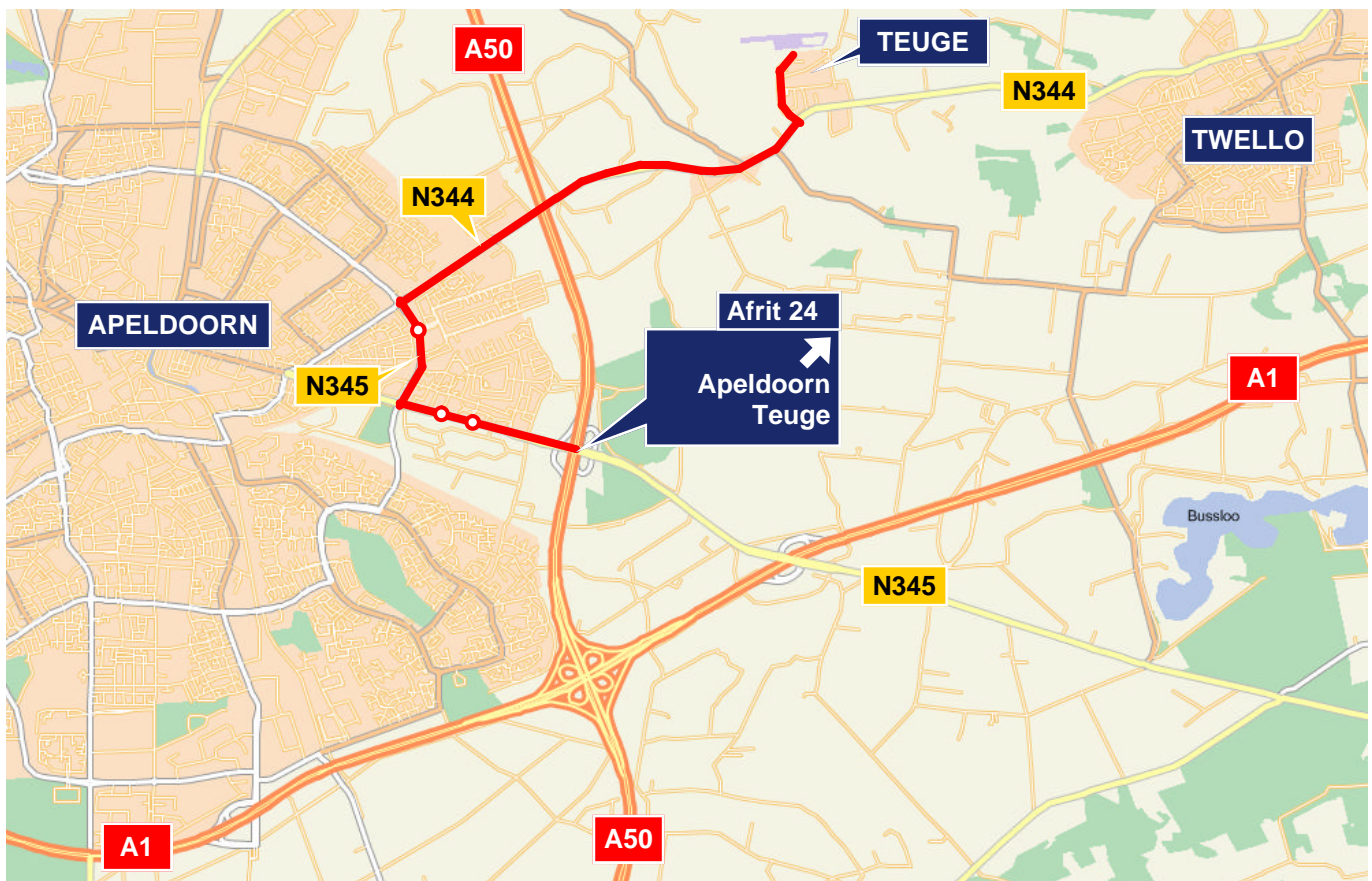 A50
TEUGE
N344
TWELLO
N344
Afrit 24
APELDOORN
Apeldoorn
Teuge
N345
A1
Bussloo
N345
A1
A50